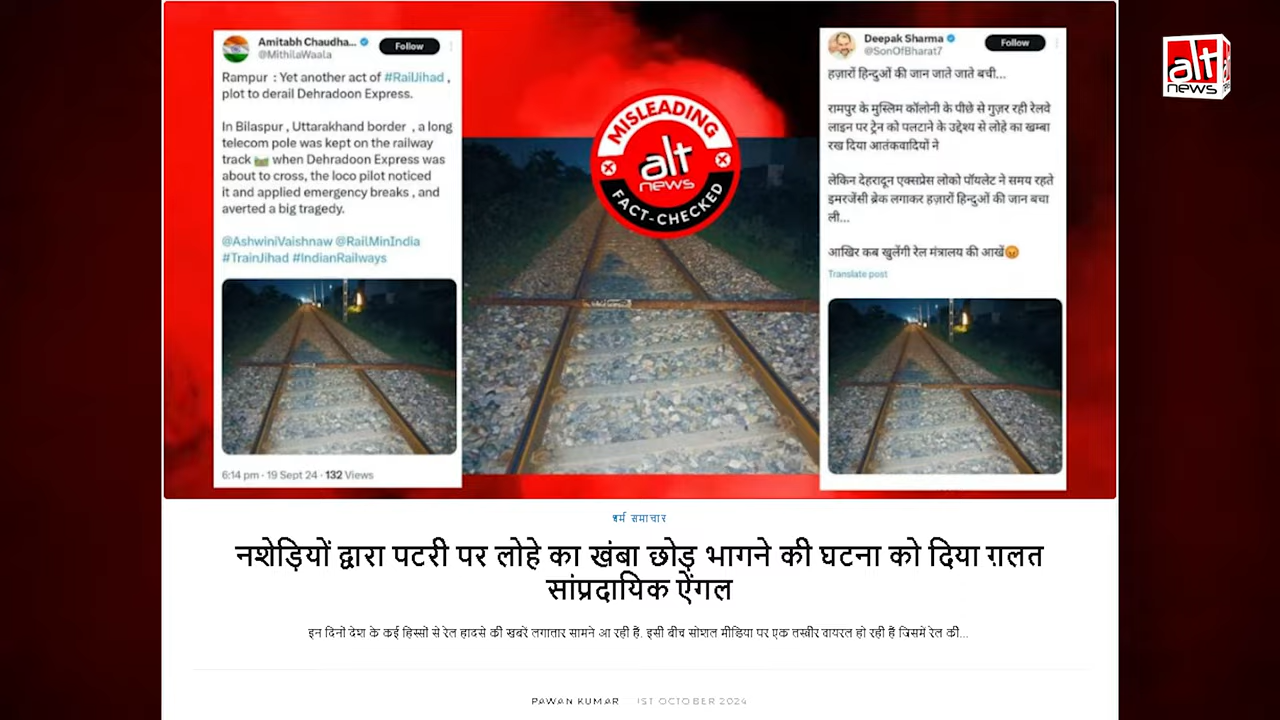 Amitabh Chaudha...
Follow
@MithilaWaala
Rampur : Yet another act of #RailJihad ,
plot to derail Dehradoon Express.
In Bilaspur , Uttarakhand border , a long
telecom pole was kept on the railway
track 🛤️ when Dehradoon Express was
about to cross, the loco pilot noticed
it and applied emergency breaks , and
averted a big tragedy.
@AshwiniVaishnaw @RailMinIndia
#TrainJihad #IndianRailways
6:14 pm · 19 Sept 24 · 132 Views
MISLEADING
alt
news
FACT-CHECKED
Deepak Sharma
Follow
@SonOfBharat7
हज़ारों हिन्दुओं की जान जाते जाते बची...
रामपुर के मुस्लिम कॉलोनी के पीछे से गुज़र रही रेलवे
लाइन पर ट्रेन को पलटाने के उद्देश्य से लोहे का खम्बा
रख दिया आतंकवादियों ने
लेकिन देहरादून एक्सप्रेस लोको पॉयलेट ने समय रहते
इमरजेंसी ब्रेक लगाकर हज़ारों हिन्दुओं की जान बचा
ली...
आखिर कब खुलेंगी रेल मंत्रालय की आखें😡
Translate post
alt
news
धर्म समाचार
नशेड़ियों द्वारा पटरी पर लोहे का खंबा छोड़ भागने की घटना को दिया ग़लत
सांप्रदायिक ऐंगल
इन दिनों देश के कई हिस्सों से रेल हादसे की खबरें लगातार सामने आ रही हैं. इसी बीच सोशल मीडिया पर एक तस्वीर वायरल हो रही है जिसमें रेल की...
PAWAN KUMAR 1ST OCTOBER 2024